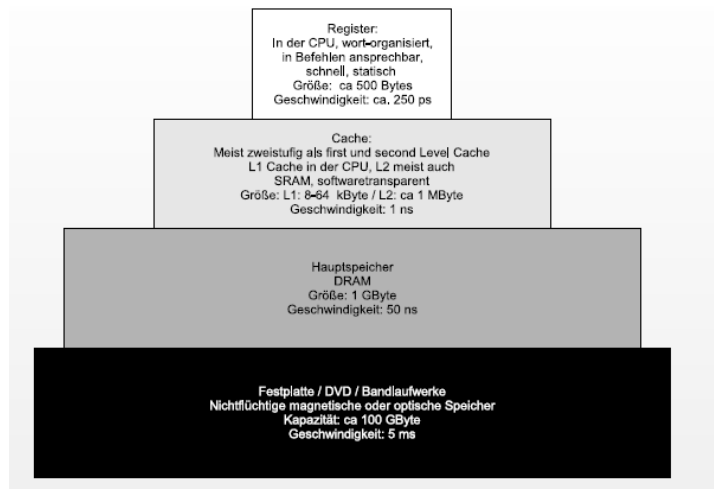 Register:
In der CPU, wort-organisiert,
in Befehlen ansprechbar,
schnell, statisch
Größe:  ca 500 Bytes
Geschwindigkeit: ca. 250 ps
Cache:
Meist zweistufig als first und second Level Cache
L1 Cache in der CPU, L2 meist auch
SRAM, softwaretransparent
Größe: L1: 8-64  kByte / L2: ca 1 MByte
Geschwindigkeit: 1 ns
Hauptspeicher
DRAM
Größe: 1 GByte
Geschwindigkeit: 50 ns
Festplatte / DVD / Bandlaufwerke
Nichtflüchtige magnetische oder optische Speicher
Kapazität: ca 100 GByte
Geschwindigkeit: 5 ms